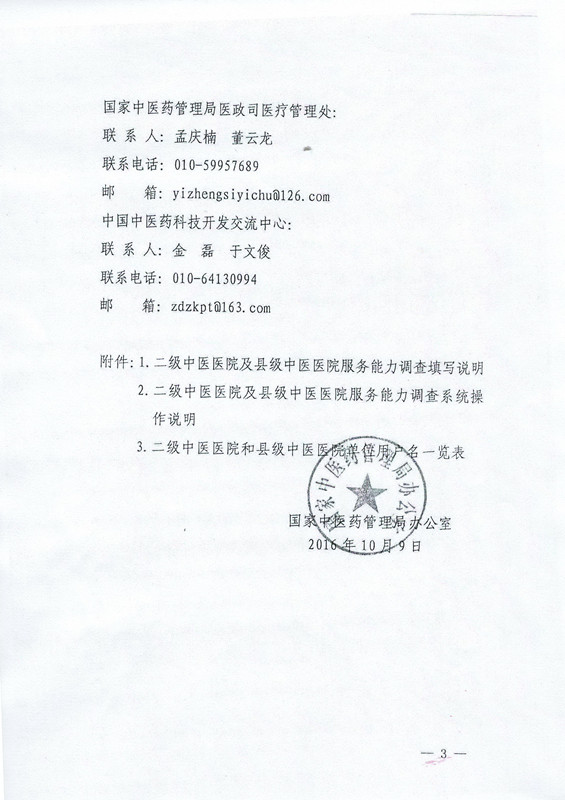 国家中医药管理局医政司医疗管理处:
联 系 人: 孟庆楠 董云龙
联系电话: 010-59957689
邮 箱: yizhengsiyichu@126.com
中国中医药科技开发交流中心:
联 系 人: 金 磊 于文俊
联系电话: 010-64130994
邮 箱: zdzkpt@163.com
附件: 1. 二级中医医院及县级中医医院服务能力调查填写说明
2. 二级中医医院及县级中医医院服务能力调查系统操
作说明
3. 二级中医医院和县级中医医院单位用户名一览表
国家中医药管理局办公室
国家中医药管理局办公室
2016 年 10 月 9 日
— 3 —